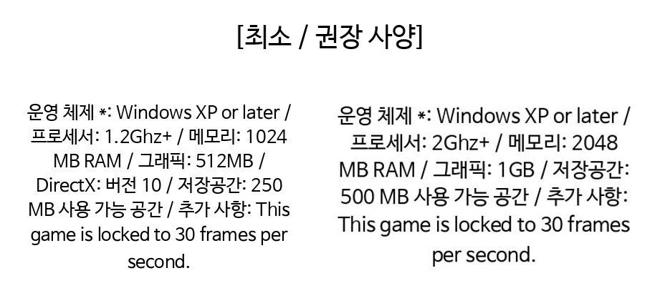 [최소 / 권장 사양]
운영 체제 *: Windows XP or later /
프로세서: 1.2Ghz+ / 메모리: 1024
MB RAM / 그래픽: 512MB /
DirectX: 버전 10 / 저장공간: 250
MB 사용 가능 공간 / 추가 사항: This
game is locked to 30 frames per
second.
운영 체제 *: Windows XP or later /
프로세서: 2Ghz+ / 메모리: 2048
MB RAM / 그래픽: 1GB / 저장공간:
500 MB 사용 가능 공간 / 추가 사항:
This game is locked to 30 frames
per second.